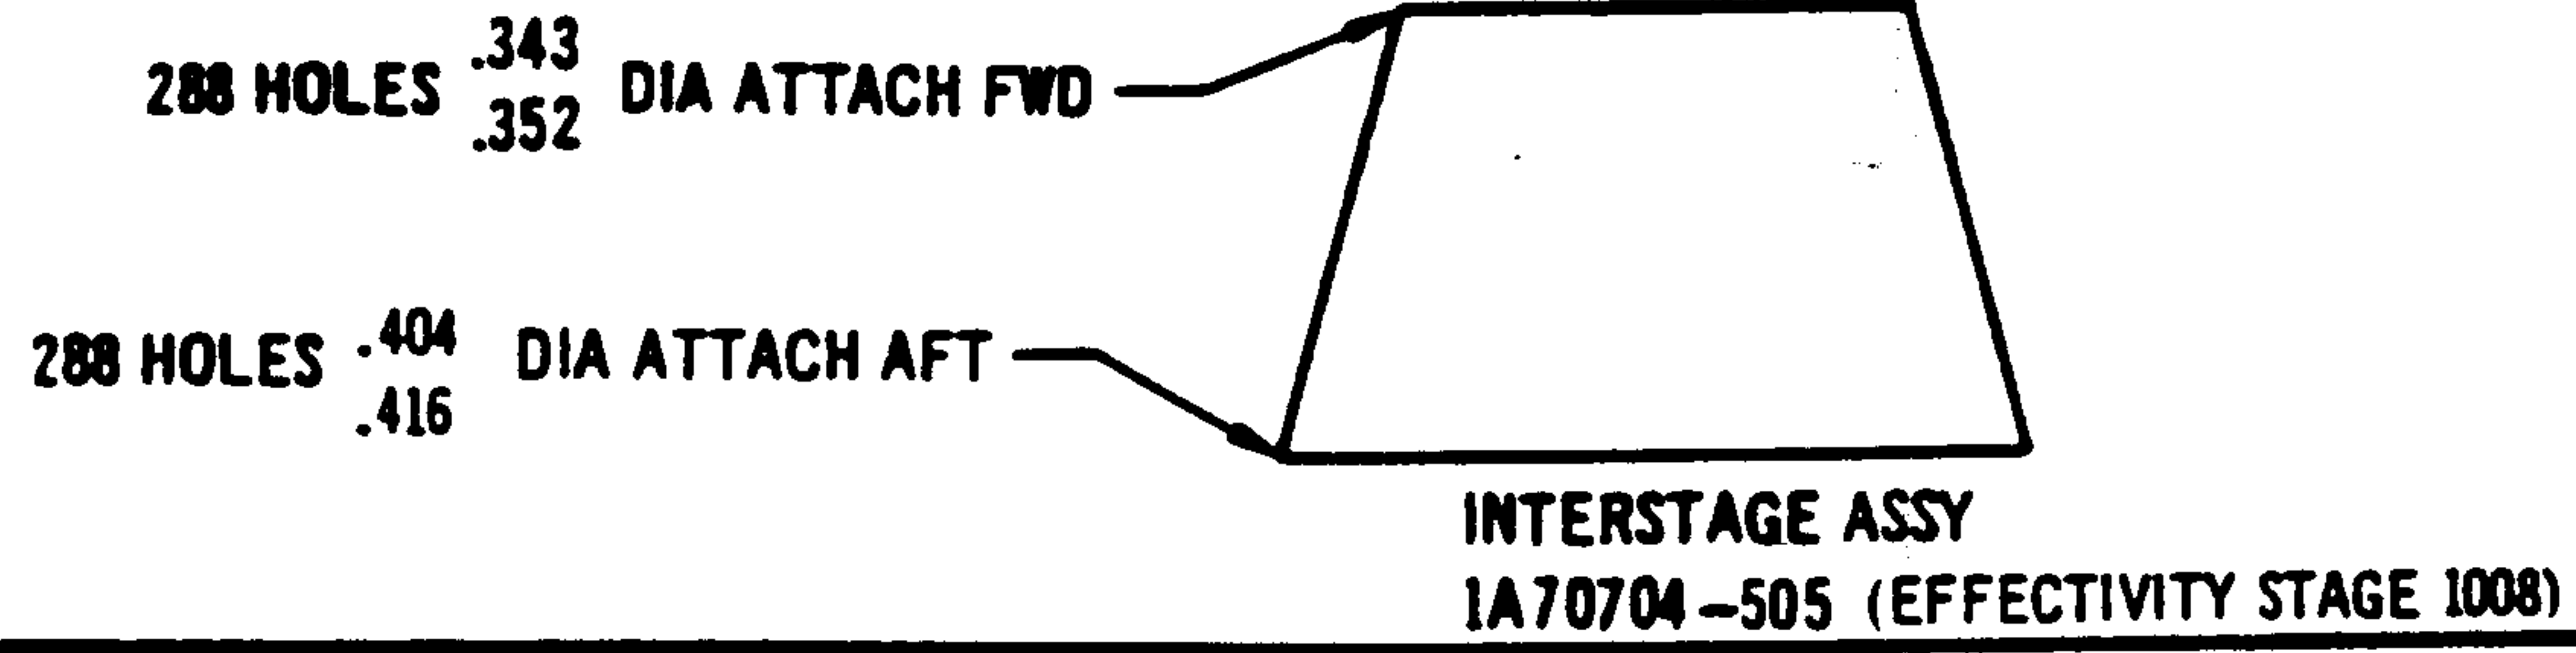 .343
288 HOLES DIA ATTACH FWD
.352
.404
288 HOLES DIA ATTACH AFT
.416
INTERSTAGE ASSY
1A70704-505 (EFFECTIVITY STAGE 1008)